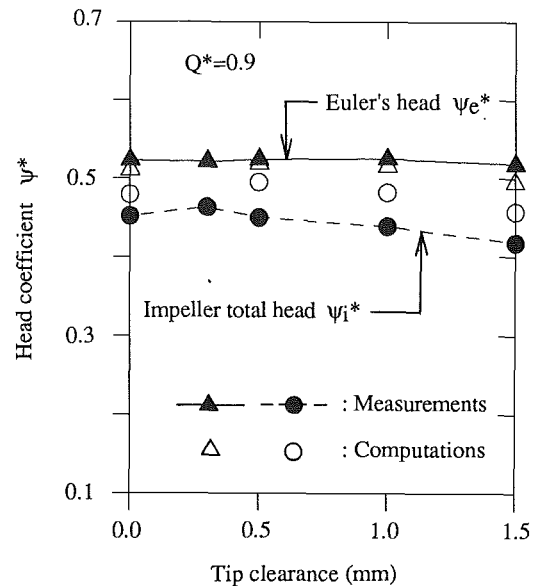 0.7
Q*=0.9
Euler's head ψe*
0.5
Head coefficient ψ*
Impeller total head ψi*
0.3
: Measurements
: Computations
0.1
0.0 0.5 1.0 1.5
Tip clearance (mm)